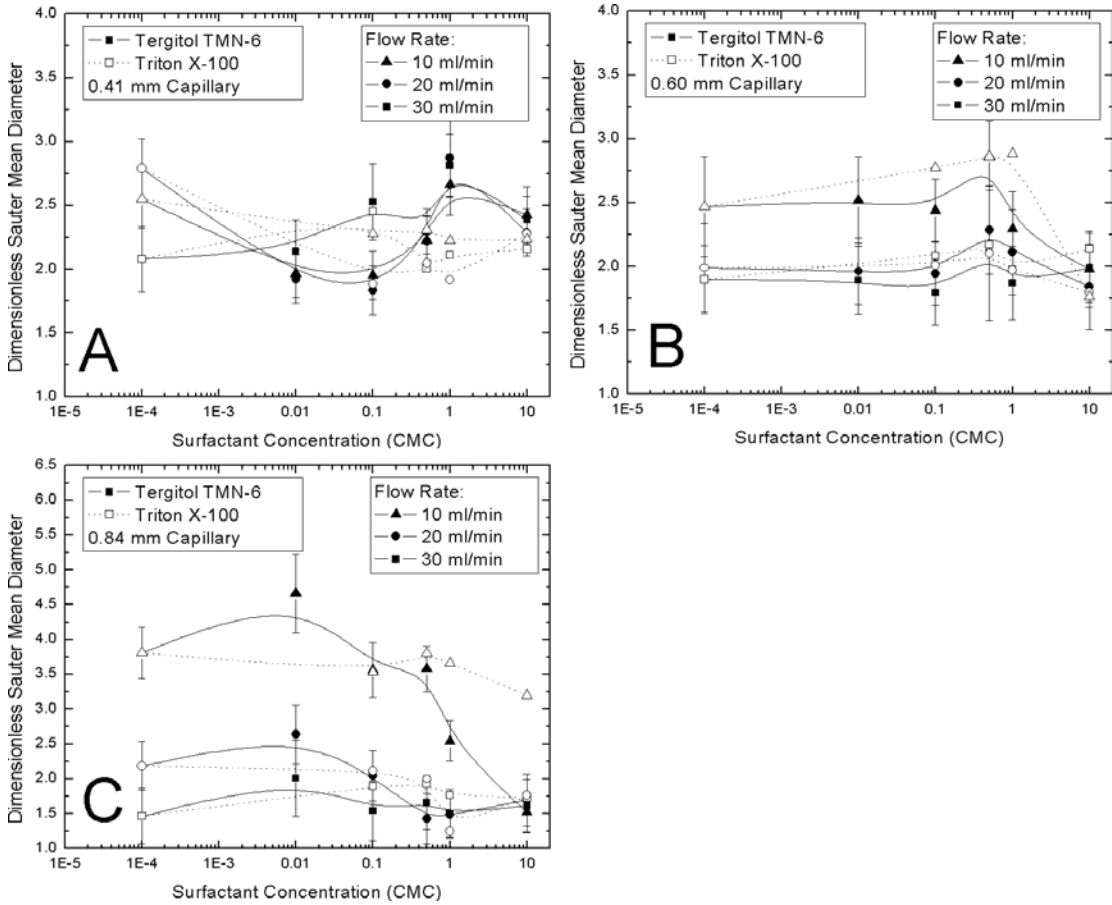 A
Tergitol TMN-6
Triton X-100
0.41 mm Capillary
Flow Rate:
10 ml/min
20 ml/min
30 ml/min
Dimensionless Sauter Mean Diameter
4.0
3.5
3.0
2.5
2.0
1.5
1.0
1E-5
1E-4
1E-3
0.01
0.1
1
10
Surfactant Concentration (CMC)
B
Tergitol TMN-6
Triton X-100
0.60 mm Capillary
Flow Rate:
10 ml/min
20 ml/min
30 ml/min
Dimensionless Sauter Mean Diameter
4.0
3.5
3.0
2.5
2.0
1.5
1.0
1E-5
1E-4
1E-3
0.01
0.1
1
10
Surfactant Concentration (CMC)
C
Tergitol TMN-6
Triton X-100
0.84 mm Capillary
Flow Rate:
10 ml/min
20 ml/min
30 ml/min
Dimensionless Sauter Mean Diameter
6.5
6.0
5.5
5.0
4.5
4.0
3.5
3.0
2.5
2.0
1.5
1.0
1E-5
1E-4
1E-3
0.01
0.1
1
10
Surfactant Concentration (CMC)